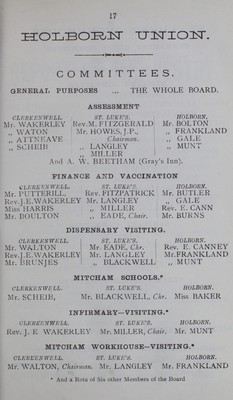 17
HOLBORN UNION.
COMMITTEES.
GENERAL PURPOSES ... THE WHOLE BOARD.
ASSESSMENT
CLERKENWELL. ST. LUKE'S. HOLBORN.
Mr. WAKERLEY Rev. M. FITZGERALD Mr. BOLTON
„ WATON Mr. HOWES, J.P., „ FRANKLAND
„ ATTNEAVE Chairman. „ GALE
„ SCHEIB „ LANGLEY „ MUNT
„ MILLER
And A. W. BEETHAM (Gray's Inn).
FINANCE AND VACCINATION
CLERKENWELL. ST. LUKE'S. HOLBORN.
Mr. PUTTERILL, Rev. FITZPATRICK Mr. BUTLER
Rev. J.E. WAKERLEY Mr. LANGLEY „ GALE
Miss HARRIS „ MILLER Rev. E. CANN
Mr. BOULTON „ EADE, Chair. Mr. BURNS
DISPENSARY VISITING.
CLERKENWELL. ST. LUKE'S. HOLBORN.
Mr. WALTON Mr. EADE, Chr. Rev. E. CANNEY
Rev. J.E. WAKERLEY Mr. LANGLEY Mr. FRANKLAND
Mr. BRUNJES „ BLACKWELL „ MUNT
MITCHAM SCHOOLS.*
CLERKENWELL. ST. LUKE'S. HOLBORN.
Mr. SCHEIB, Mr. BLACKWELL, Chr. Miss BAKER
INFIRMARY—VISITING.*
CLERKENWELL. ST. LUKE'S. HOLBORN.
Rev. J. E WAKERLEY Mr. MILLER, Chair. Mr. MUNT
MITCHAM WORKHOUSE—VISITING.*
CLERKENWELL. ST. LUKE'S. HOLBORN.
Mr. WALTON, Chairman. Mr. LANGLEY Mr. FRANKLAND
* And a Rota of Six other Members of the Board